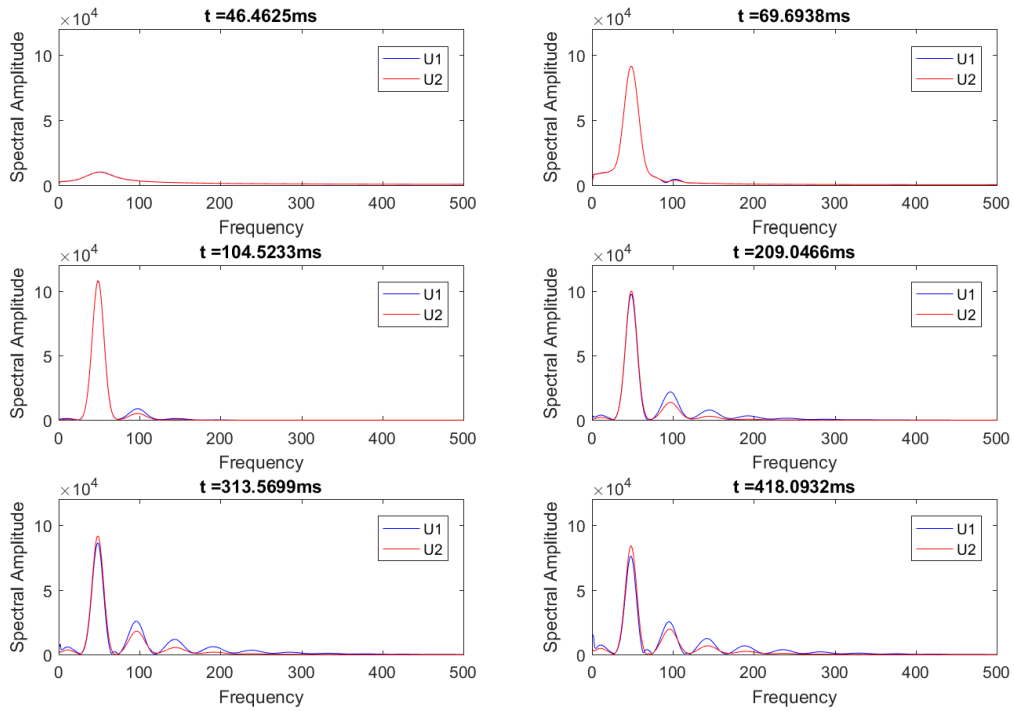 t =46.4625ms
×10^4
Spectral Amplitude
10
5
0
0 100 200 300 400 500
Frequency
U1
U2
t =69.6938ms
×10^4
Spectral Amplitude
10
5
0
0 100 200 300 400 500
Frequency
U1
U2
t =104.5233ms
×10^4
Spectral Amplitude
10
5
0
0 100 200 300 400 500
Frequency
U1
U2
t =209.0466ms
×10^4
Spectral Amplitude
10
5
0
0 100 200 300 400 500
Frequency
U1
U2
t =313.5699ms
×10^4
Spectral Amplitude
10
5
0
0 100 200 300 400 500
Frequency
U1
U2
t =418.0932ms
×10^4
Spectral Amplitude
10
5
0
0 100 200 300 400 500
Frequency
U1
U2